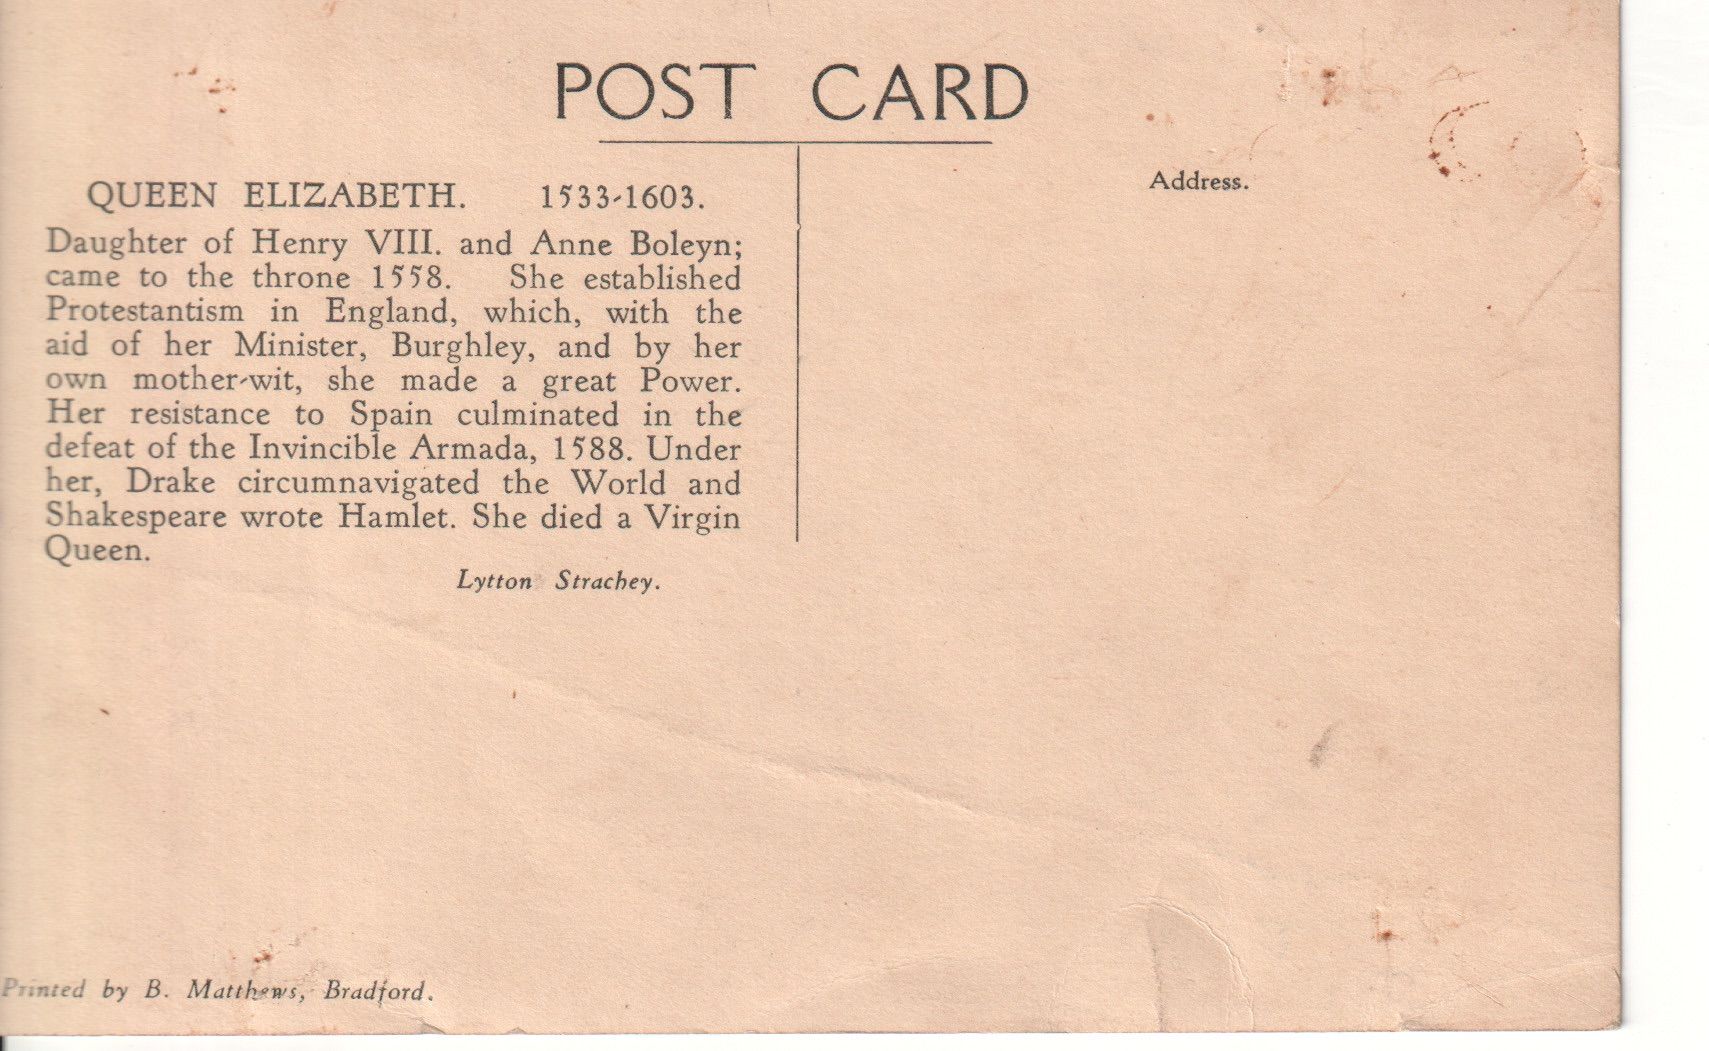 POST CARD
QUEEN ELIZABETH. 1533-1603.
Daughter of Henry VIII. and Anne Boleyn;
came to the throne 1558. She established
Protestantism in England, which, with the
aid of her Minister, Burghley, and by her
own mother-wit, she made a great Power.
Her resistance to Spain culminated in the
defeat of the Invincible Armada, 1588. Under
her, Drake circumnavigated the World and
Shakespeare wrote Hamlet. She died a Virgin
Queen.
Lytton Strachey.
Address.
Printed by B. Matthews, Bradford.